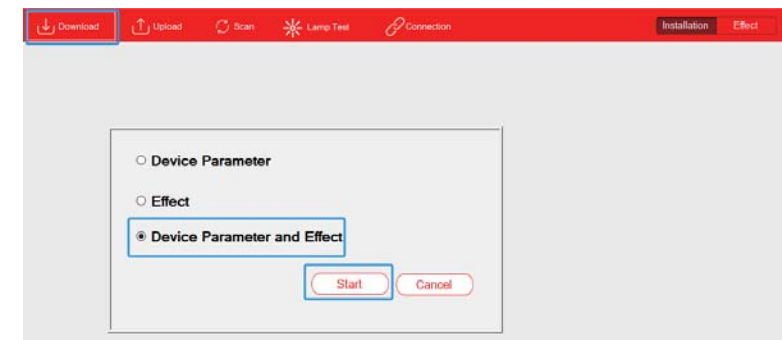 Download Upload Scan Lamp Test Connection Installation Effect
Device Parameter
Effect
Device Parameter and Effect
Start Cancel